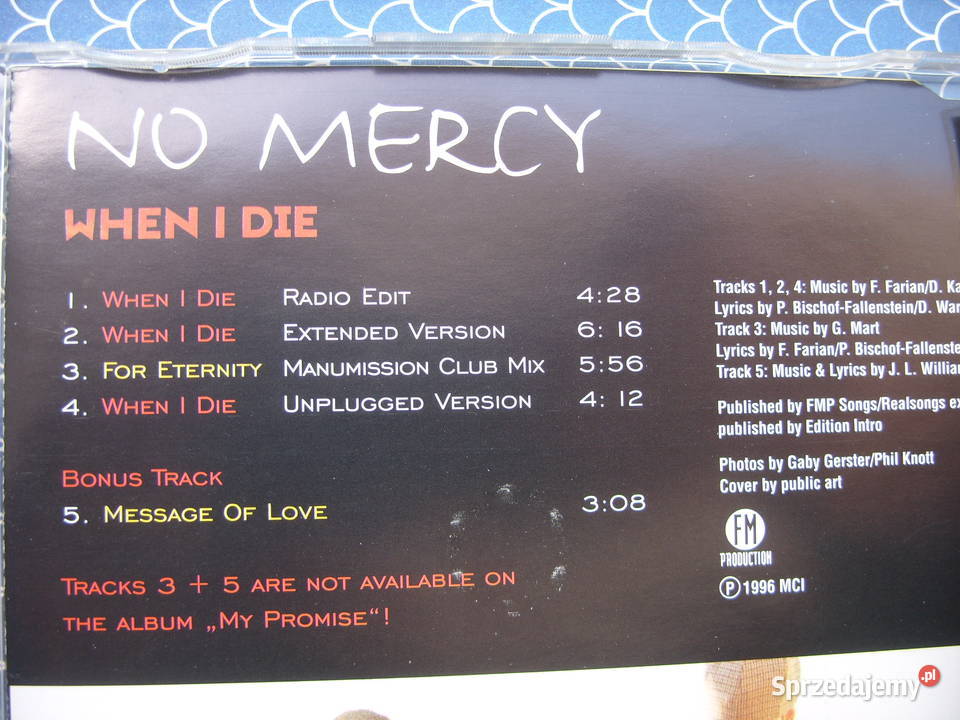 NO MERCY
WHEN I DIE
1. WHEN I DIE RADIO EDIT 4:28
2. WHEN I DIE EXTENDED VERSION 6:16
3. FOR ETERNITY MANUMISSION CLUB MIX 5:56
4. WHEN I DIE UNPLUGGED VERSION 4:12
BONUS TRACK
5. MESSAGE OF LOVE 3:08
TRACKS 3 + 5 ARE NOT AVAILABLE ON
THE ALBUM „MY PROMISE“!
Tracks 1, 2, 4: Music by F. Farian/D.
Lyrics by P. Bischof-Fallenstein/D.
Track 3: Music by G. Mart
Lyrics by F. Farian/P.
Track 5: Music & Lyrics by J. L.
Published by FMP Songs/Realsongs
published by Edition Intro
Photos by Gaby Gerster/Phil Knott
Cover by public art
FM
PRODUCTION
℗ 1996 MCI
Sprzedajemy.pl